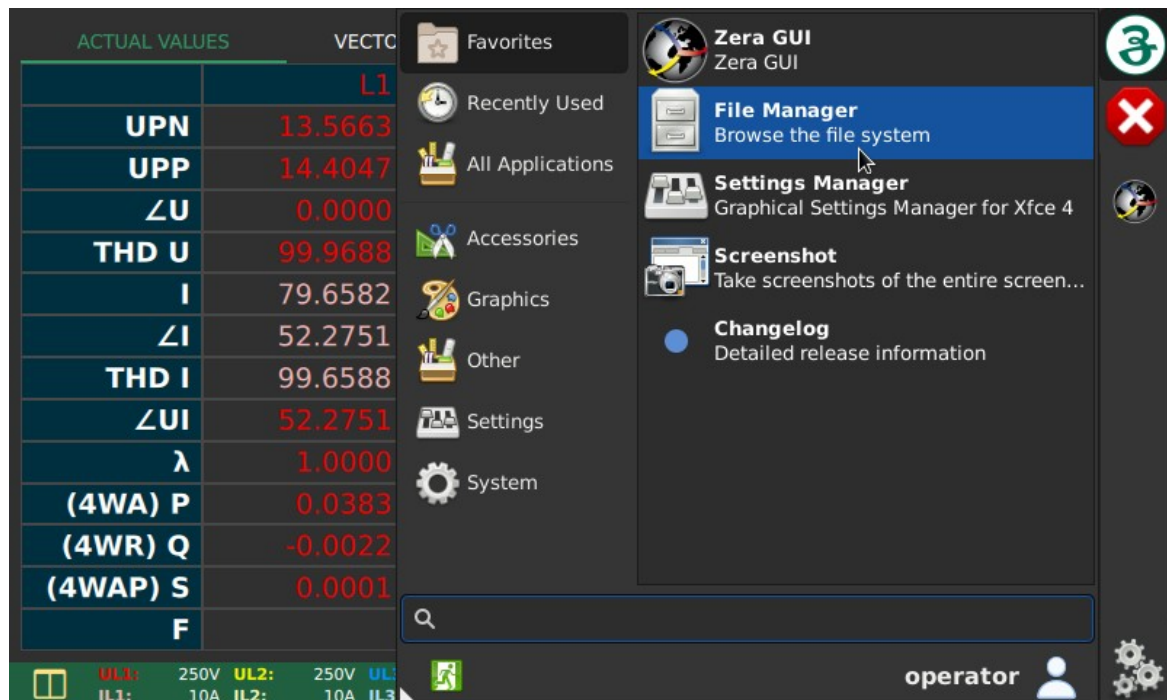 ACTUAL VALUES
VECTO
L1
UPN 13.5663
UPP 14.4047
∠U 0.0000
THD U 99.9688
I 79.6582
∠I 52.2751
THD I 99.6588
∠UI 52.2751
λ 1.0000
(4WA) P 0.0383
(4WR) Q -0.0022
(4WAP) S 0.0001
F
UL1: 250V UL2: 250V UL3
IL1: 10A IL2: 10A IL3
Favorites
Recently Used
All Applications
Accessories
Graphics
Other
Settings
System
Zera GUI
Zera GUI
File Manager
Browse the file system
Settings Manager
Graphical Settings Manager for Xfce 4
Screenshot
Take screenshots of the entire screen...
Changelog
Detailed release information
operator